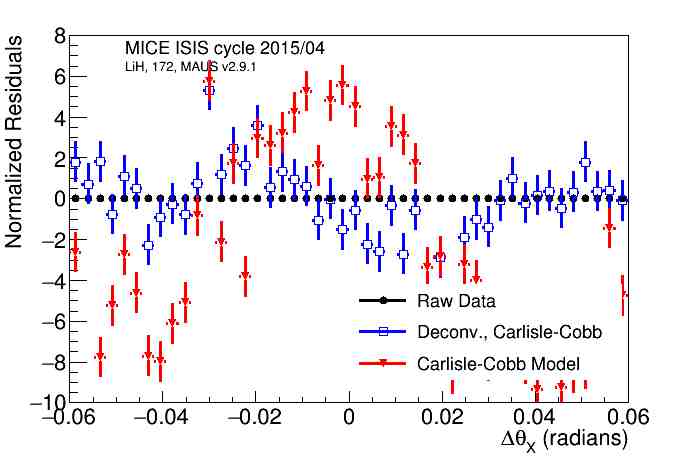 MICE ISIS cycle 2015/04
LiH, 172, MAUS v2.9.1
Normalized Residuals
8
6
4
2
0
−2
−4
−6
−8
−10
Raw Data
Deconv., Carlisle-Cobb
Carlisle-Cobb Model
−0.06 −0.04 −0.02 0 0.02 0.04 0.06
Δθ_X (radians)